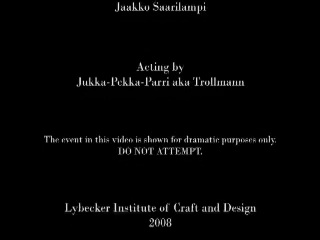 Jaakko Saarilampi
Acting by
Jukka-Pekka-Parri aka Trollmann
The event in this video is shown for dramatic purposes only.
DO NOT ATTEMPT.
Lybecker Institute of Craft and Design
2008